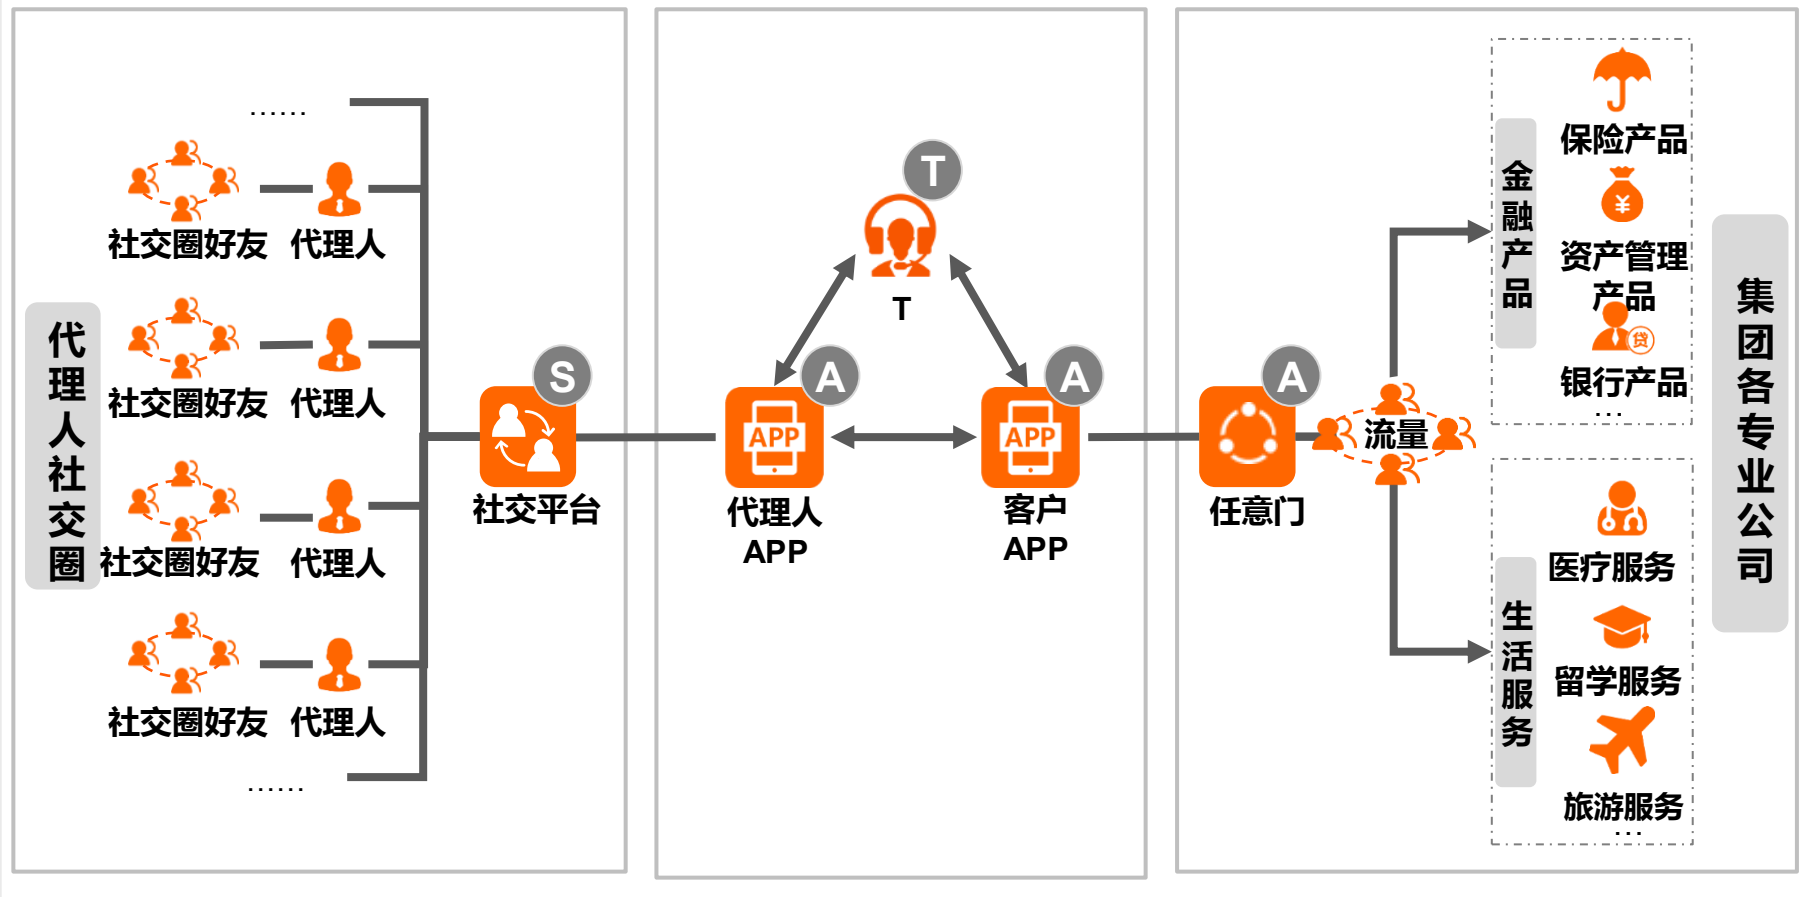 代理人社交圈
……
社交圈好友
代理人
社交圈好友
代理人
社交圈好友
代理人
社交圈好友
代理人
……
S
社交平台
T
T
A
APP
代理人
APP
A
APP
客户
APP
A
任意门
流量
金融产品
保险产品
¥
资产管理
产品
贷
银行产品
…
生活服务
医疗服务
留学服务
旅游服务
…
集团各专业公司